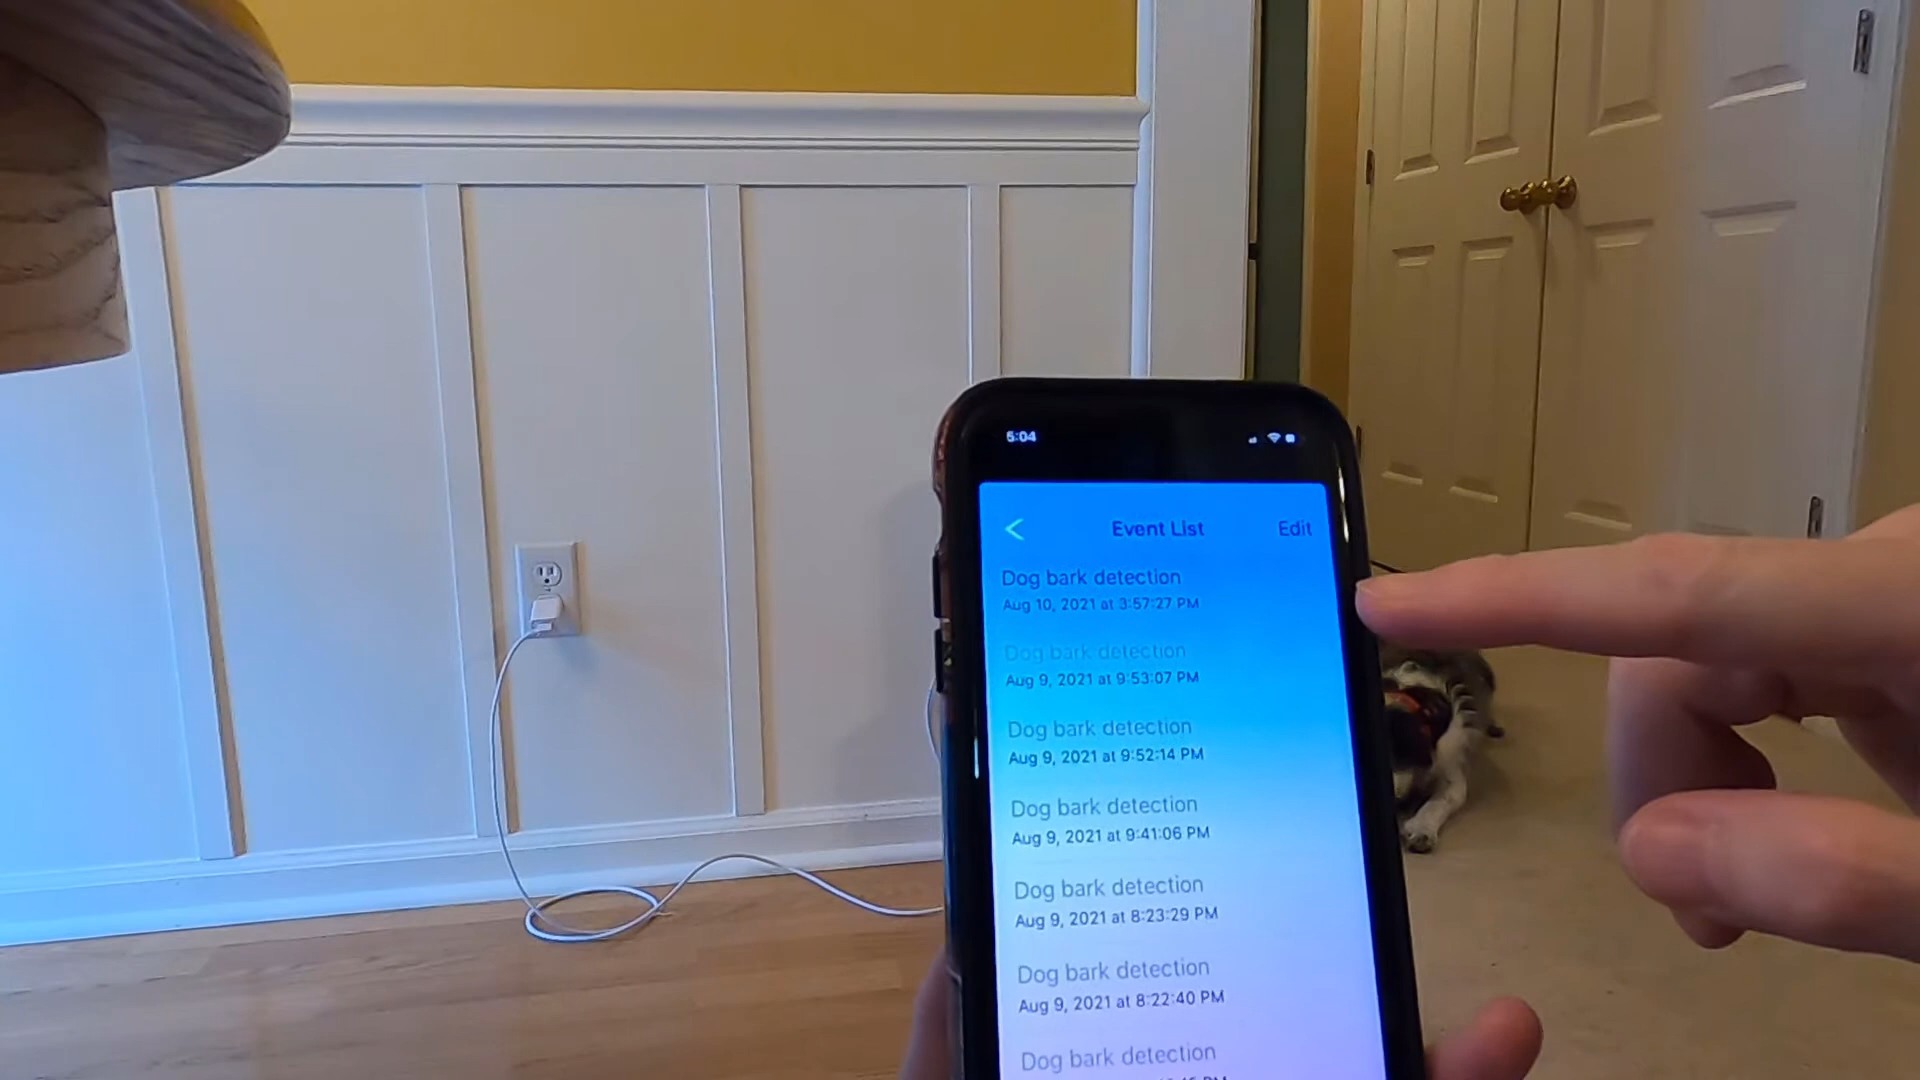 5:04
Event List
Edit
Dog bark detection
Aug 10, 2021 at 3:57:27 PM
Dog bark detection
Aug 9, 2021 at 9:53:07 PM
Dog bark detection
Aug 9, 2021 at 9:52:14 PM
Dog bark detection
Aug 9, 2021 at 9:41:06 PM
Dog bark detection
Aug 9, 2021 at 8:23:29 PM
Dog bark detection
Aug 9, 2021 at 8:22:40 PM
Dog bark detection
PM